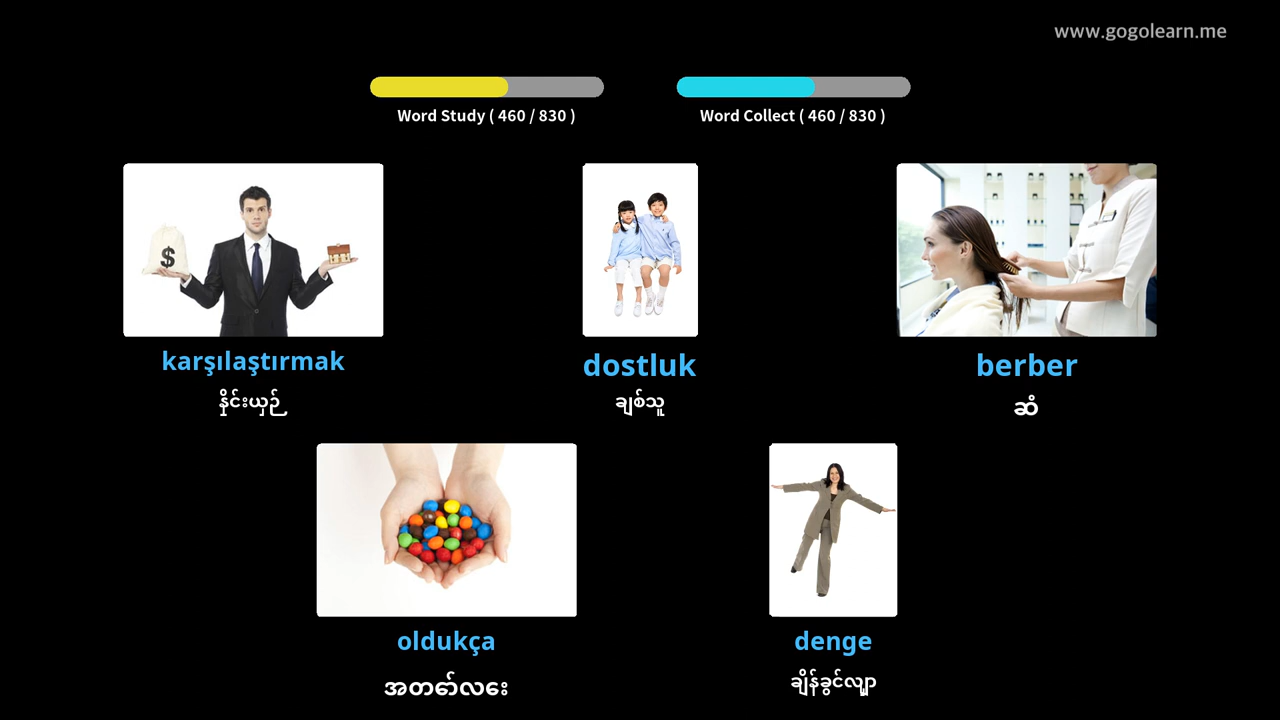 www.gogolearn.me
Word Study ( 460 / 830 )
Word Collect ( 460 / 830 )
karşılaştırmak
နှိုင်းယှဉ်
dostluk
ချစ်သူ
berber
ဆံ
oldukça
အတော်လေး
denge
ချိန်ခွင်လျှာ